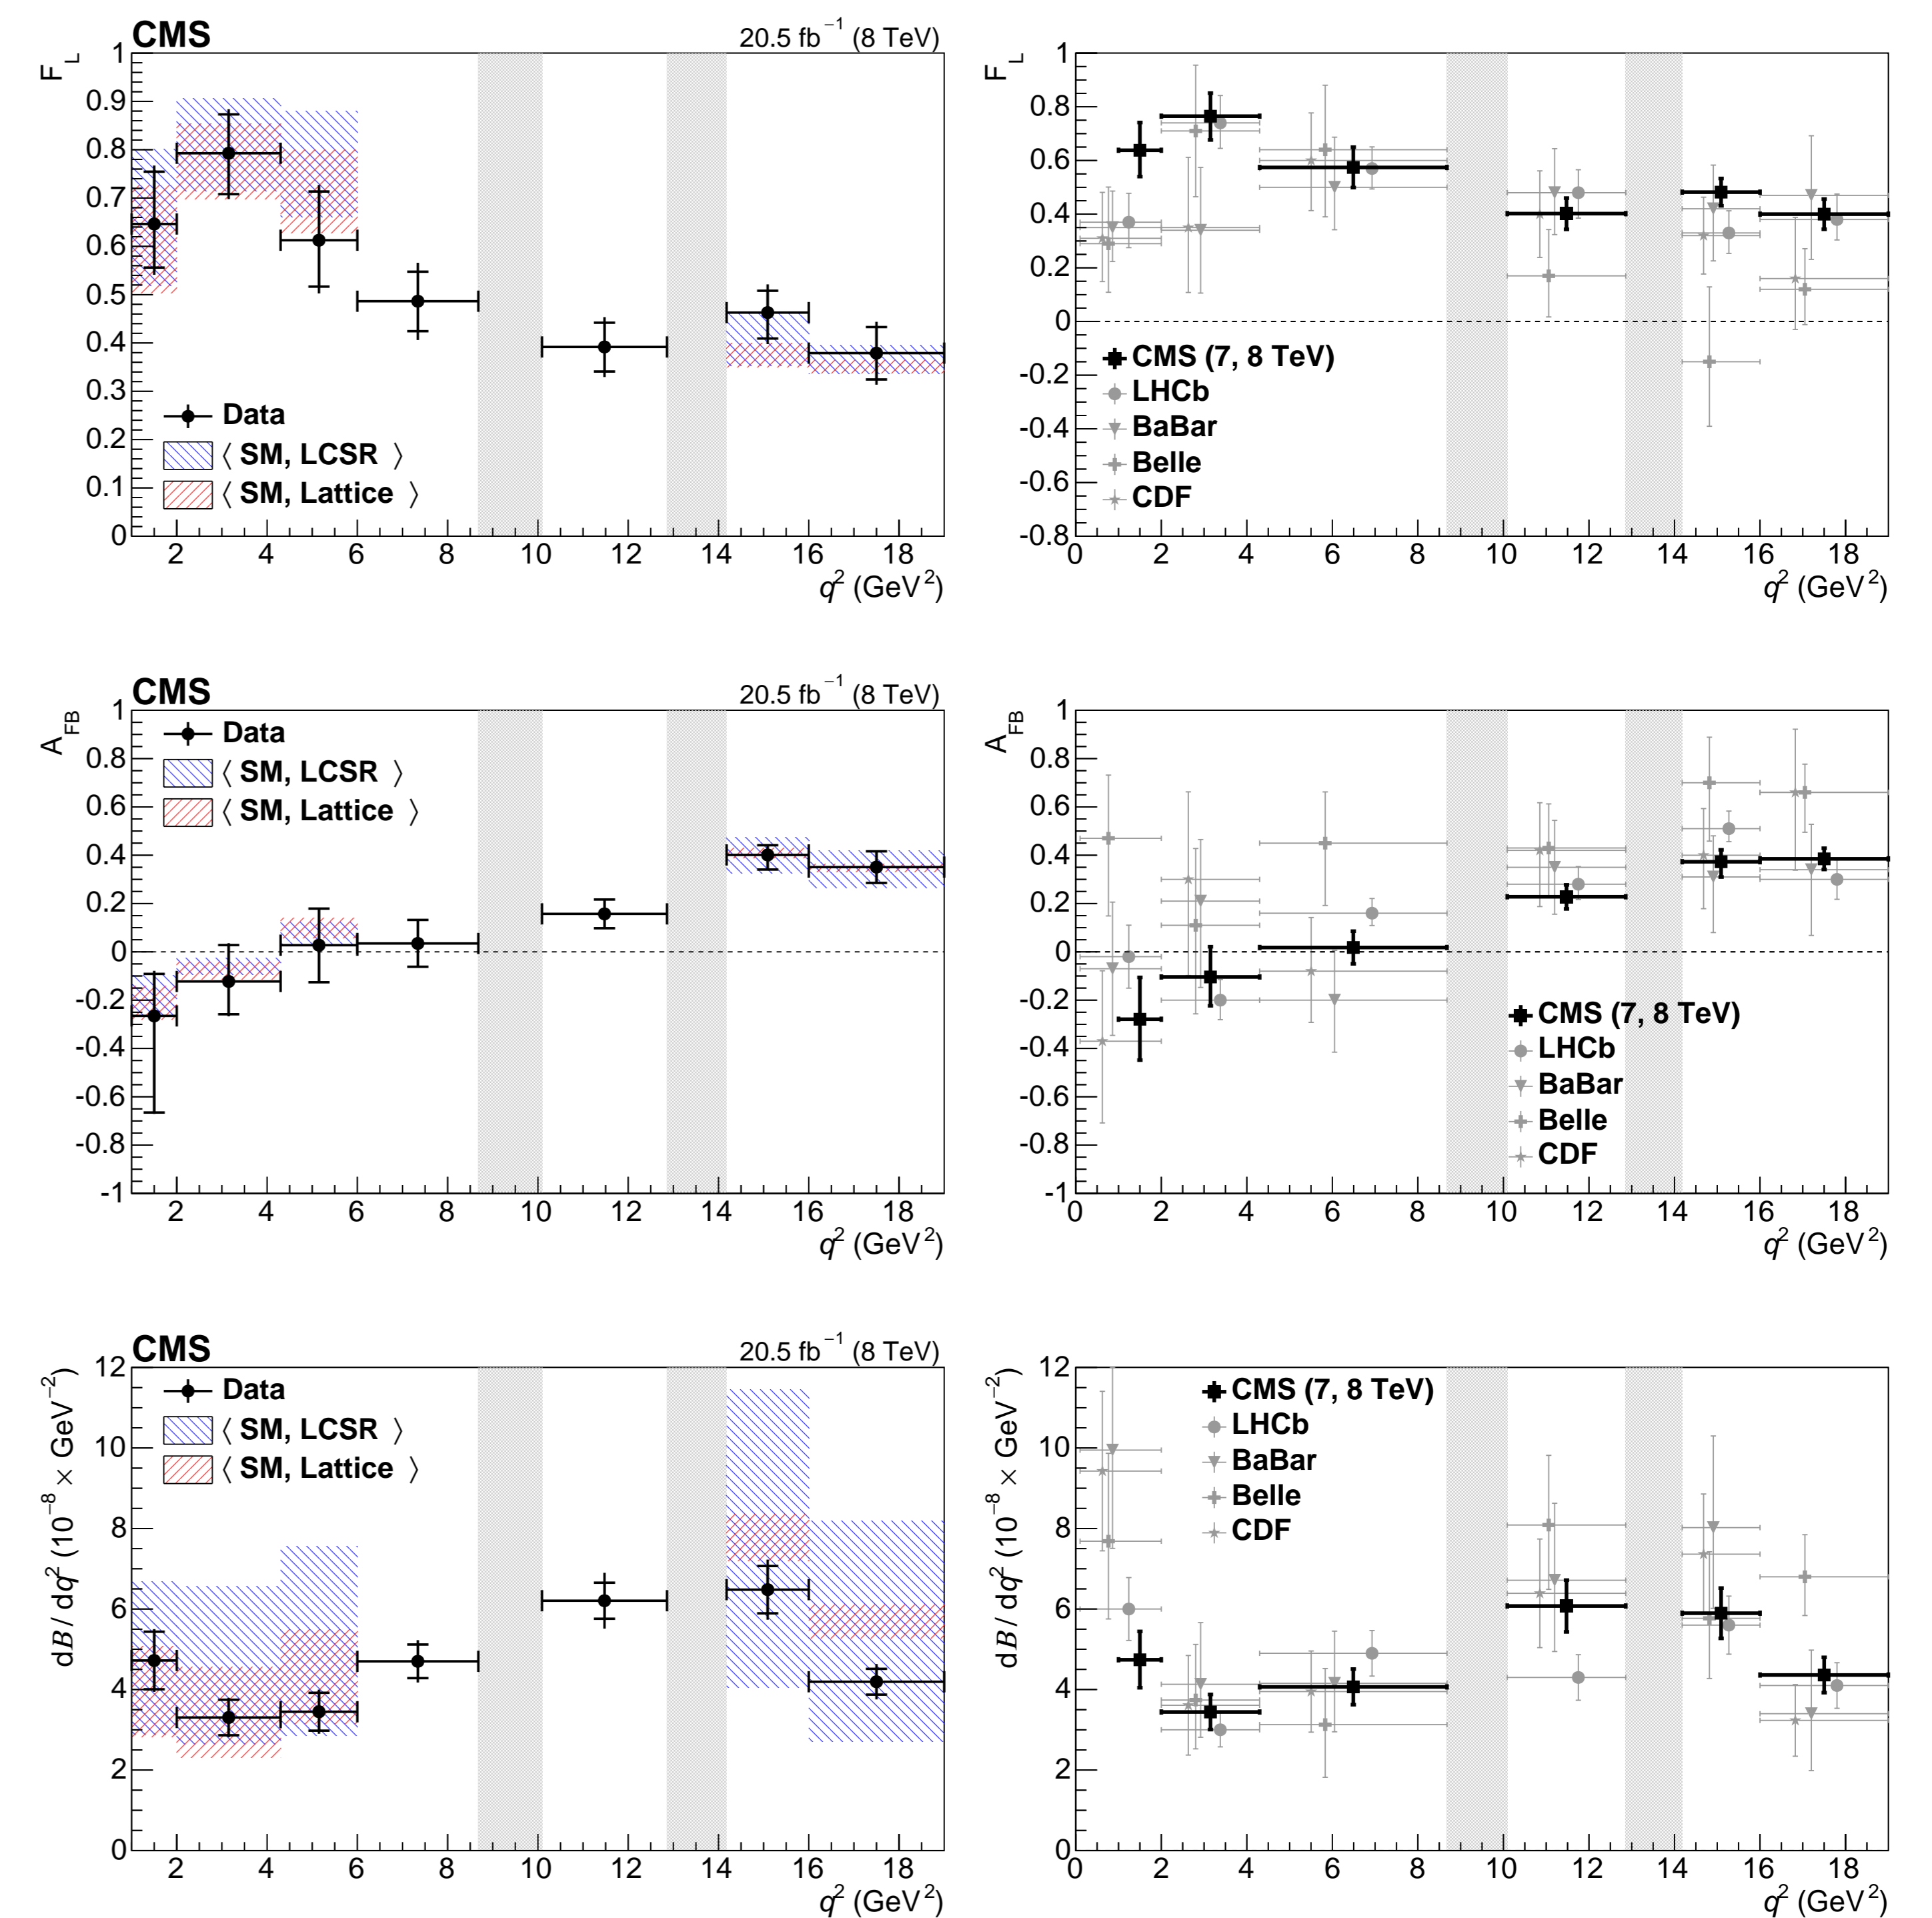 CMS 20.5 fb⁻¹ (8 TeV)
F_L
1
0.9
0.8
0.7
0.6
0.5
0.4
0.3
0.2
0.1
0
Data
⟨ SM, LCSR ⟩
⟨ SM, Lattice ⟩
2 4 6 8 10 12 14 16 18
q² (GeV²)
F_L
1
0.8
0.6
0.4
0.2
0
-0.2
-0.4
-0.6
-0.8
CMS (7, 8 TeV)
LHCb
BaBar
Belle
CDF
0 2 4 6 8 10 12 14 16 18
q² (GeV²)
CMS 20.5 fb⁻¹ (8 TeV)
A_FB
1
0.8
0.6
0.4
0.2
0
-0.2
-0.4
-0.6
-0.8
-1
Data
⟨ SM, LCSR ⟩
⟨ SM, Lattice ⟩
2 4 6 8 10 12 14 16 18
q² (GeV²)
A_FB
1
0.8
0.6
0.4
0.2
0
-0.2
-0.4
-0.6
-0.8
-1
CMS (7, 8 TeV)
LHCb
BaBar
Belle
CDF
0 2 4 6 8 10 12 14 16 18
q² (GeV²)
CMS 20.5 fb⁻¹ (8 TeV)
dB / dq² (10⁻⁸ × GeV⁻²)
12
10
8
6
4
2
0
Data
⟨ SM, LCSR ⟩
⟨ SM, Lattice ⟩
2 4 6 8 10 12 14 16 18
q² (GeV²)
dB / dq² (10⁻⁸ × GeV⁻²)
12
10
8
6
4
2
0
CMS (7, 8 TeV)
LHCb
BaBar
Belle
CDF
0 2 4 6 8 10 12 14 16 18
q² (GeV²)